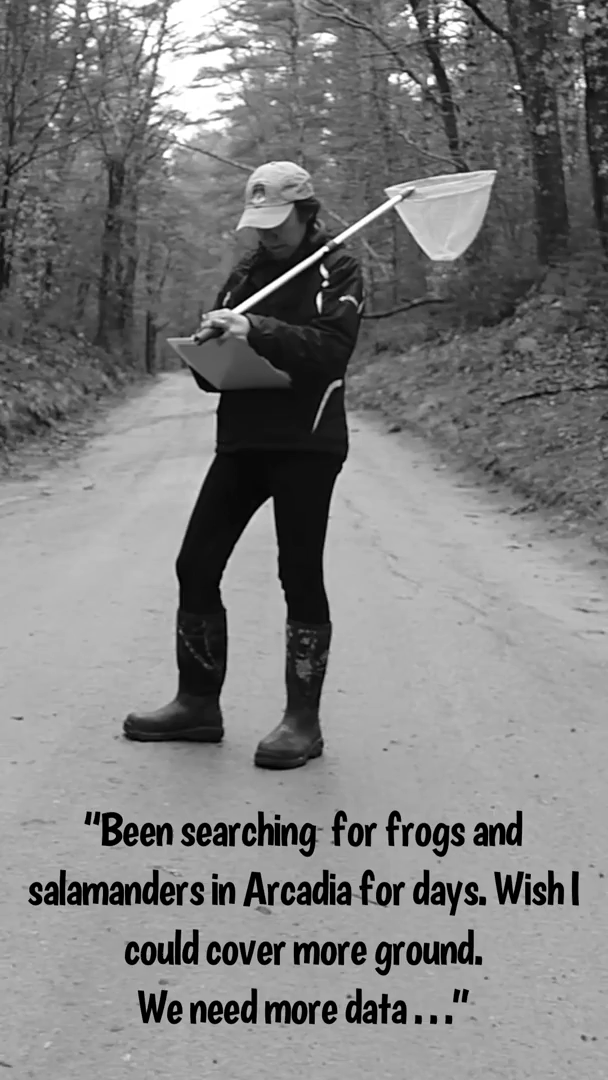 "Been searching for frogs and
salamanders in Arcadia for days. Wish I
could cover more ground.
We need more data . . ."